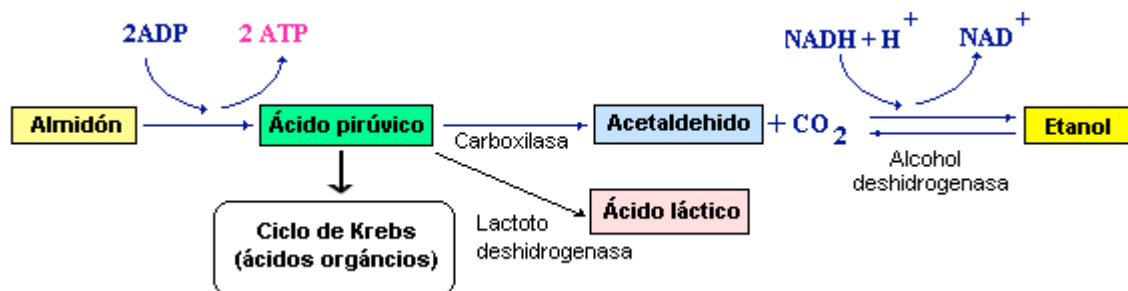 2ADP
2 ATP
NADH + H+
NAD+
Almidón
Ácido pirúvico
Carboxilasa
Acetaldehido
+ CO2
Alcohol
deshidrogenasa
Etanol
Ciclo de Krebs
(ácidos orgáncios)
Lactoto
deshidrogenasa
Ácido láctico